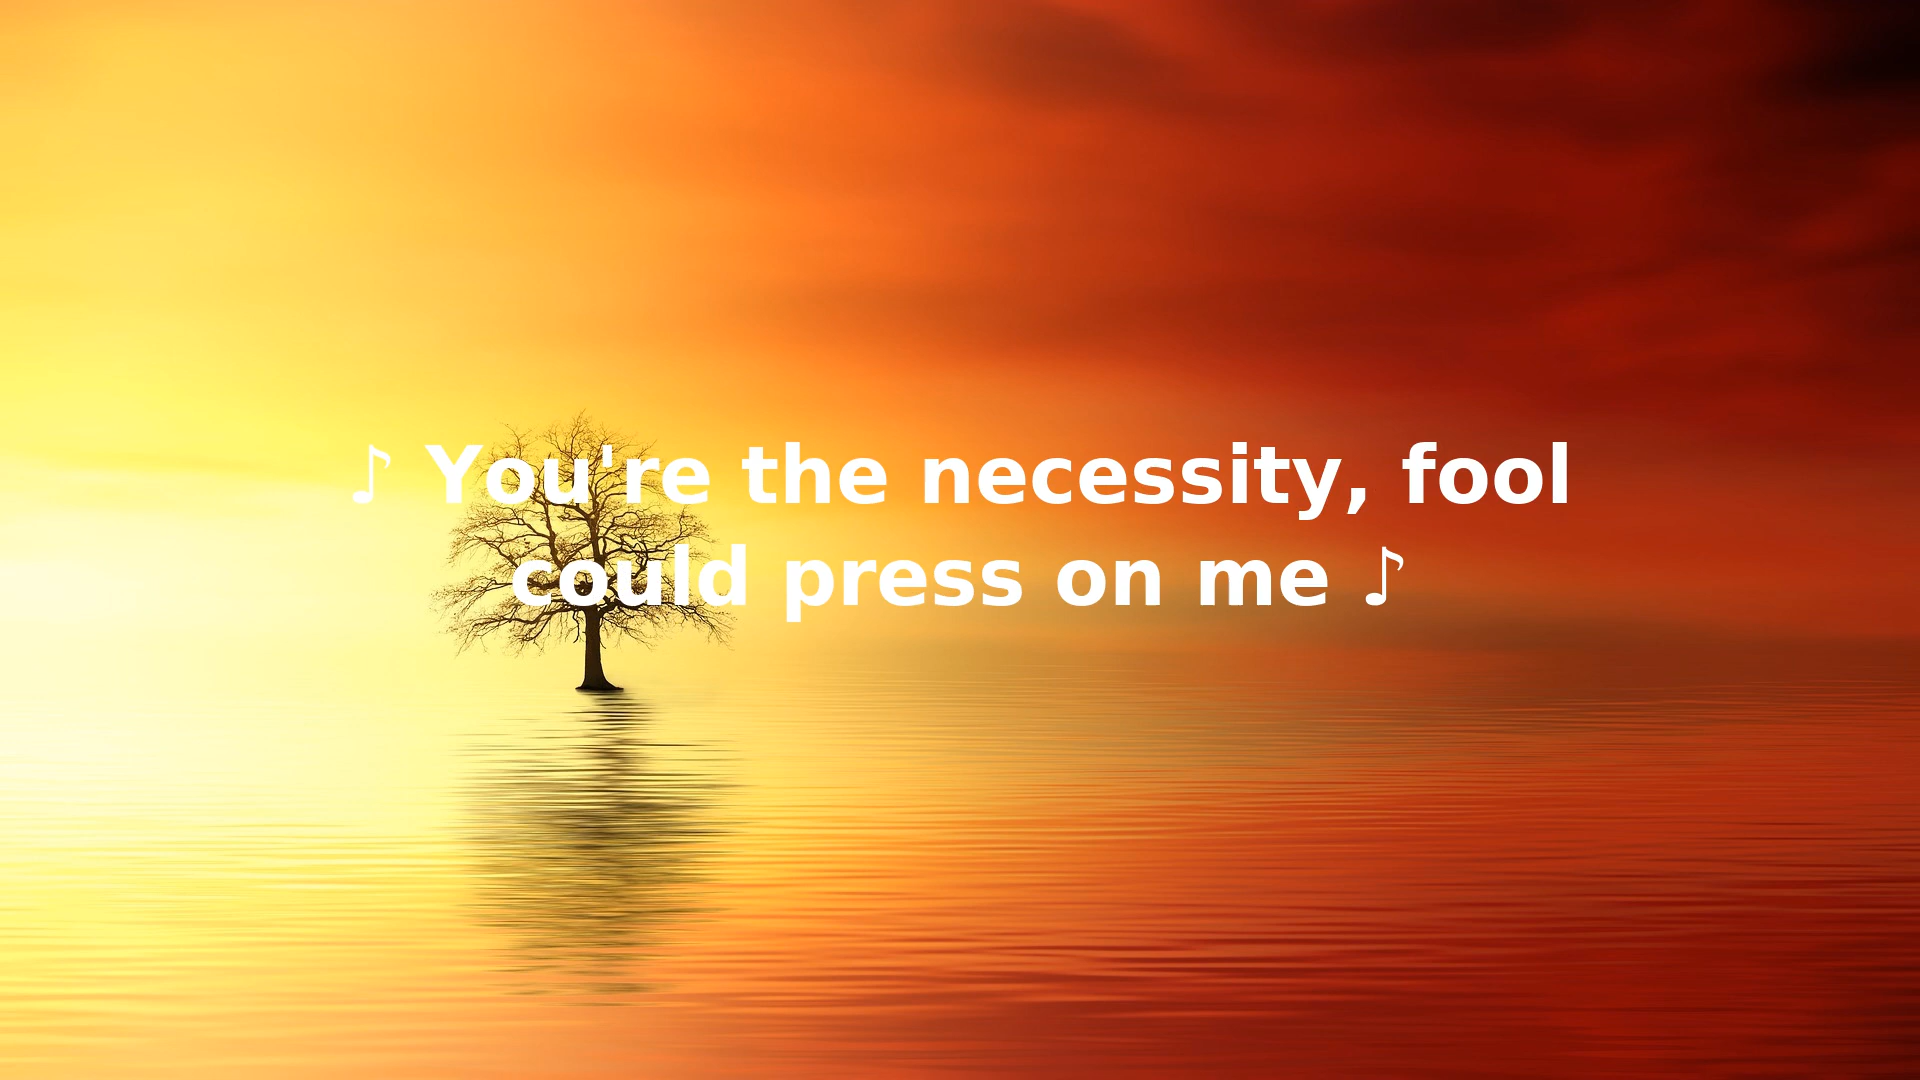 ♪ You're the necessity, fool
could press on me ♪